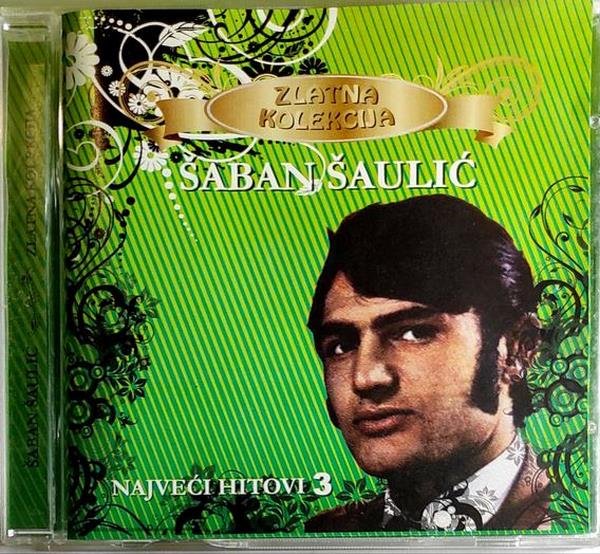 ZLATNA
KOLEKCIJA
ŠABAN ŠAULIĆ
NAJVEĆI HITOVI 3
ŠABAN ŠAULIĆ ZLATNA KOLEKCIJA